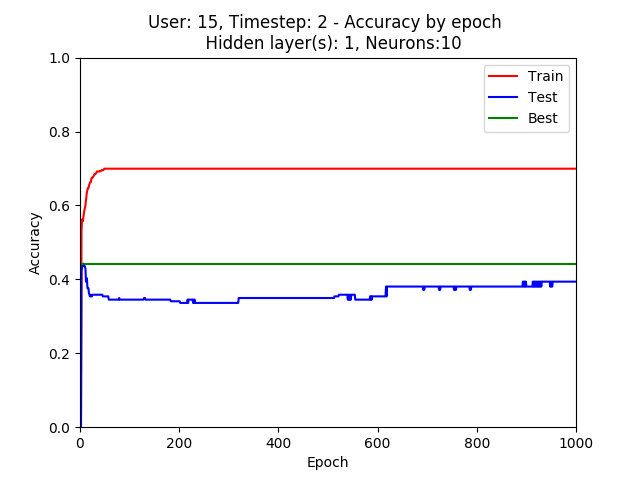 User: 15, Timestep: 2 - Accuracy by epoch
Hidden layer(s): 1, Neurons:10
1.0
0.8
0.6
0.4
0.2
0.0
Accuracy
Train
Test
Best
0
200
400
600
800
1000
Epoch